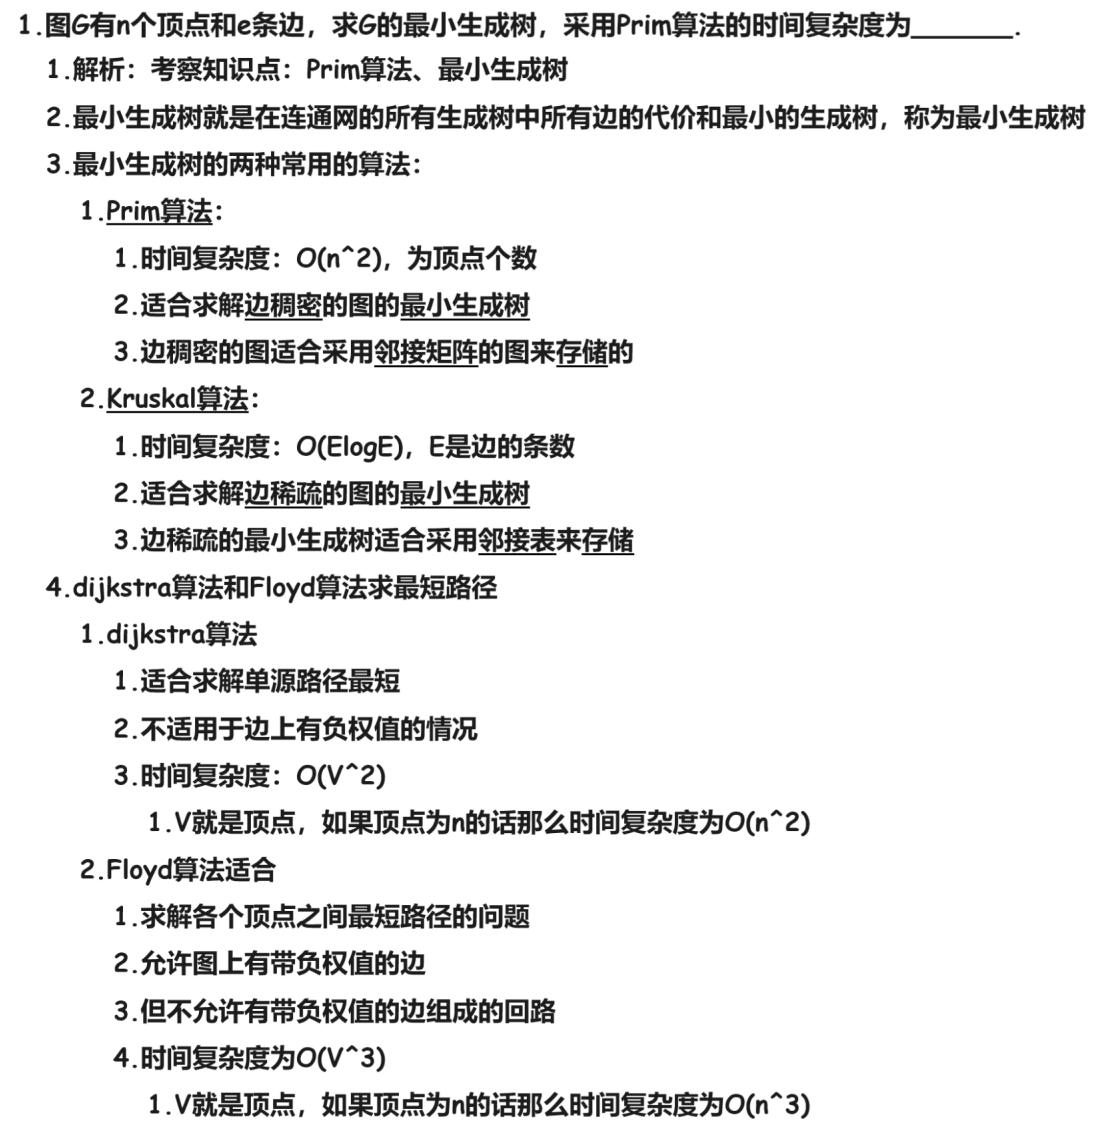 1.图G有n个顶点和e条边，求G的最小生成树，采用Prim算法的时间复杂度为_______.
1.解析：考察知识点：Prim算法、最小生成树
2.最小生成树就是在连通网的所有生成树中所有边的代价和最小的生成树，称为最小生成树
3.最小生成树的两种常用的算法：
1.Prim算法：
1.时间复杂度：O(n^2)，为顶点个数
2.适合求解边稠密的图的最小生成树
3.边稠密的图适合采用邻接矩阵的图来存储的
2.Kruskal算法：
1.时间复杂度：O(ElogE)，E是边的条数
2.适合求解边稀疏的图的最小生成树
3.边稀疏的最小生成树适合采用邻接表来存储
4.dijkstra算法和Floyd算法求最短路径
1.dijkstra算法
1.适合求解单源路径最短
2.不适用于边上有负权值的情况
3.时间复杂度：O(V^2)
1.V就是顶点，如果顶点为n的话那么时间复杂度为O(n^2)
2.Floyd算法适合
1.求解各个顶点之间最短路径的问题
2.允许图上有带负权值的边
3.但不允许有带负权值的边组成的回路
4.时间复杂度为O(V^3)
1.V就是顶点，如果顶点为n的话那么时间复杂度为O(n^3)